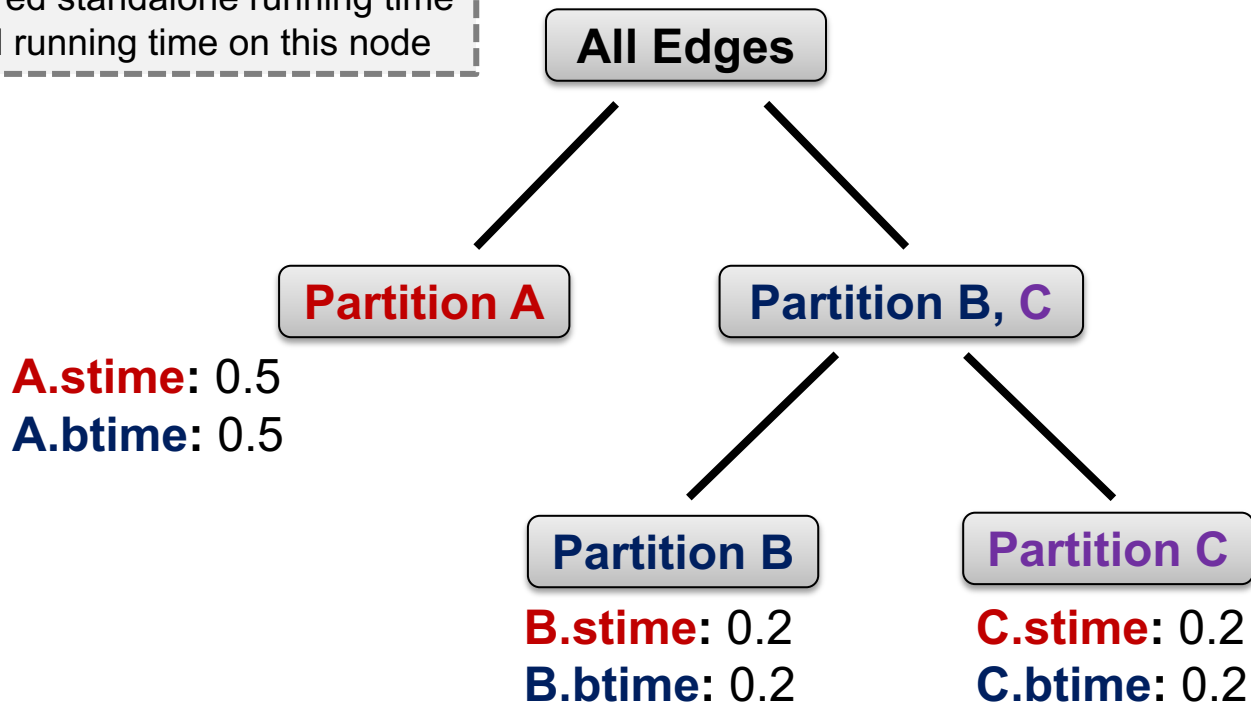 standalone running time
running time on this node
All Edges
Partition A
Partition B, C
A.stime: 0.5
A.btime: 0.5
Partition B
Partition C
B.stime: 0.2
C.stime: 0.2
B.btime: 0.2
C.btime: 0.2